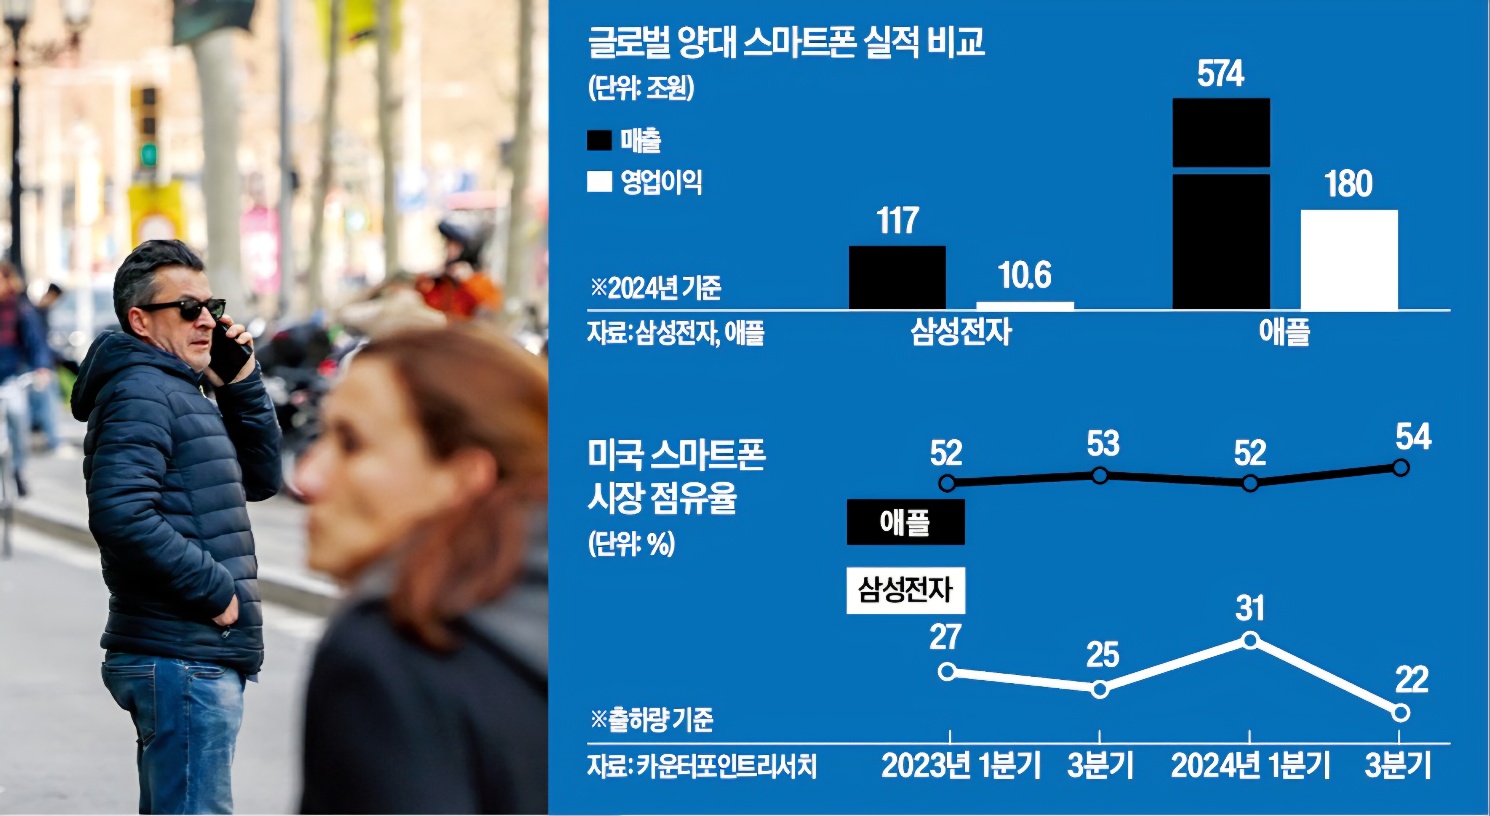 글로벌 양대 스마트폰 실적 비교
(단위: 조원)
매출
영업이익
574
180
117
10.6
※2024년 기준
자료: 삼성전자, 애플
삼성전자
애플
미국 스마트폰
시장 점유율
(단위: %)
52
53
52
54
애플
삼성전자
27
25
31
22
※출하량 기준
자료: 카운터포인트리서치
2023년 1분기
3분기
2024년 1분기
3분기